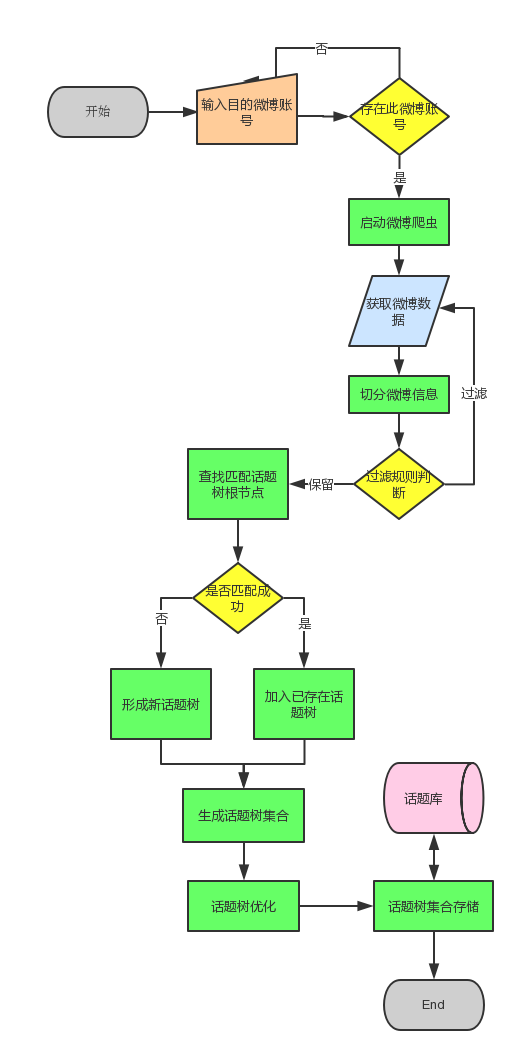 否
开始
输入目的微博账
号
存在此微博账
号
是
启动微博爬虫
获取微博数
据
切分微博信息
过滤
过滤规则判
断
保留
查找匹配话题
树根节点
是否匹配成
功
否
是
形成新话题树
加入已存在话
题树
生成话题树集合
话题库
话题树优化
话题树集合存储
End